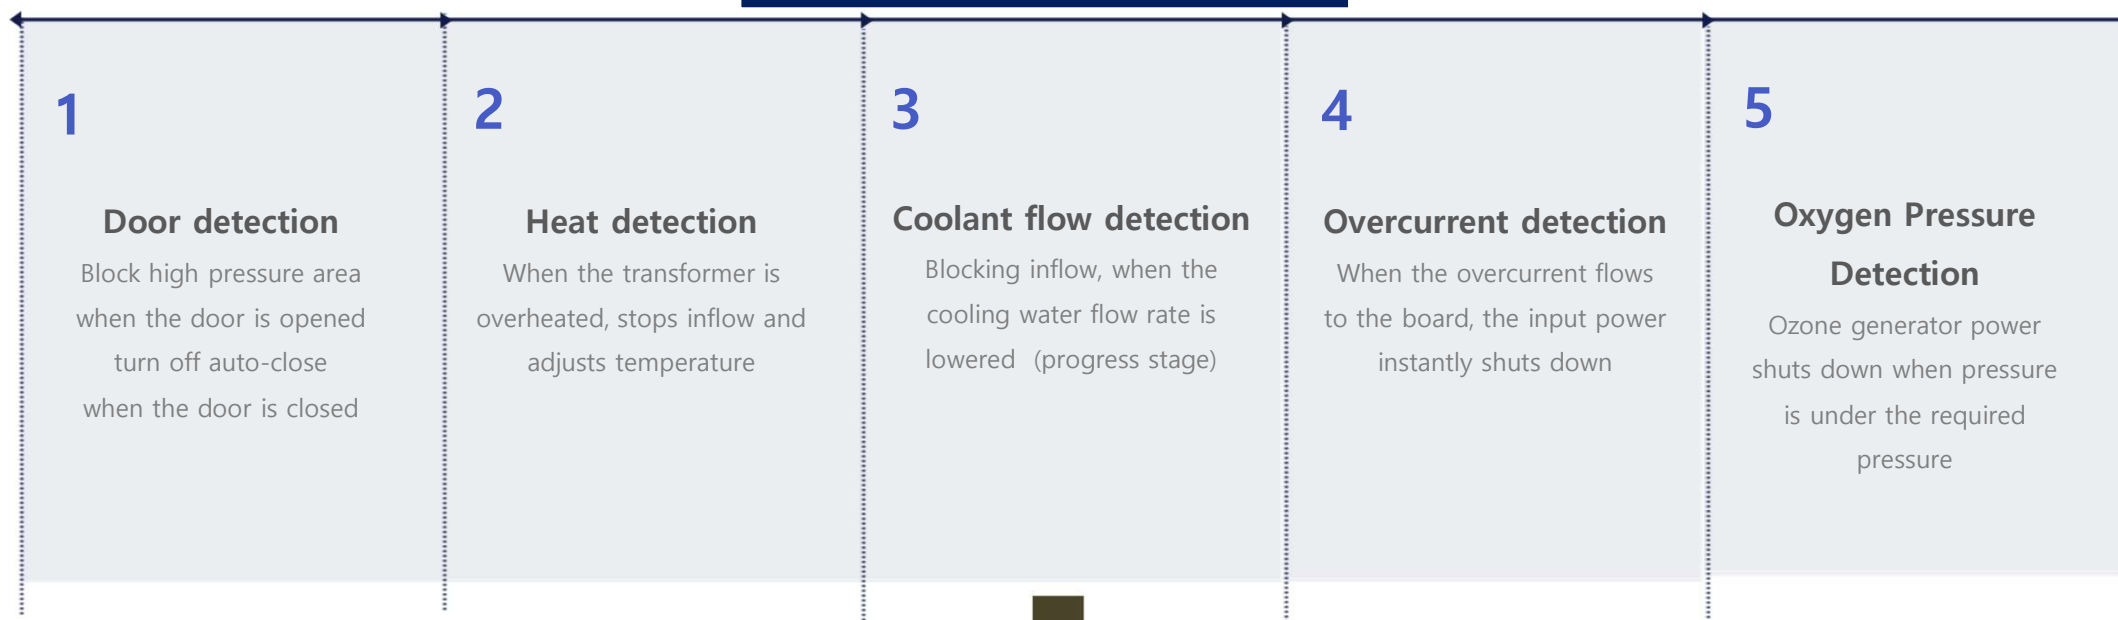 1
Door detection
Block high pressure area
when the door is opened
turn off auto-close
when the door is closed
2
Heat detection
When the transformer is
overheated, stops inflow and
adjusts temperature
3
Coolant flow detection
Blocking inflow, when the
cooling water flow rate is
lowered (progress stage)
4
Overcurrent detection
When the overcurrent flows
to the board, the input power
instantly shuts down
5
Oxygen Pressure
Detection
Ozone generator power
shuts down when pressure
is under the required
pressure